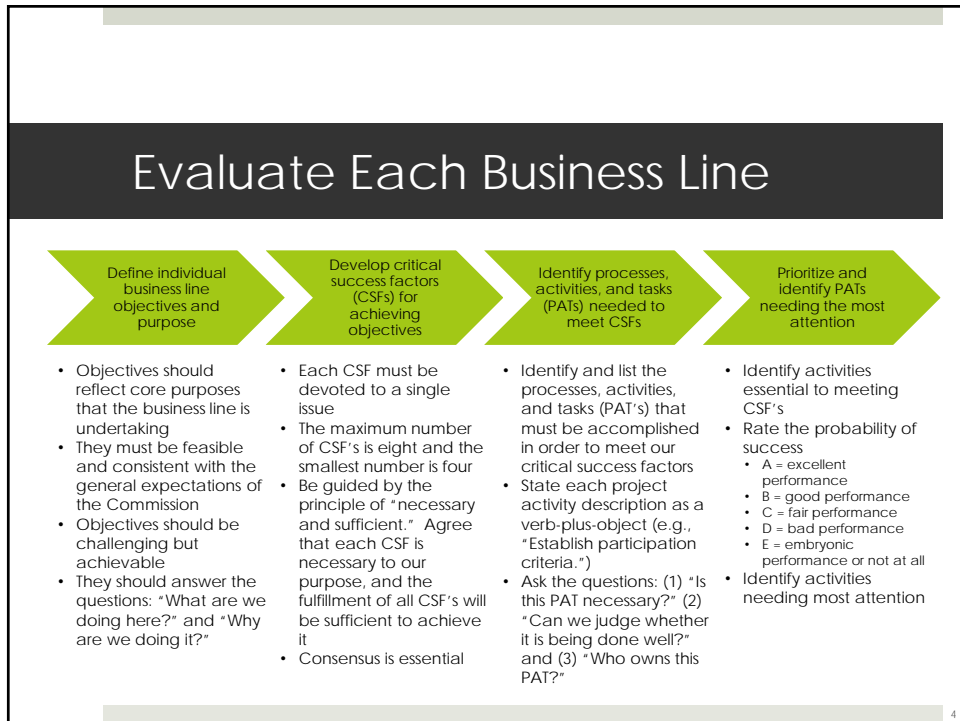 Evaluate Each Business Line
Define individual
business line
objectives and
purpose
Develop critical
success factors
(CSFs) for
achieving
objectives
Identify processes,
activities, and tasks
(PATs) needed to
meet CSFs
Prioritize and
identify PATs
needing the most
attention
• Objectives should
reflect core purposes
that the business line is
undertaking
• They must be feasible
and consistent with the
general expectations of
the Commission
• Objectives should be
challenging but
achievable
• They should answer the
questions: “What are we
doing here?” and “Why
are we doing it?”
• Each CSF must be
devoted to a single
issue
• The maximum number
of CSF’s is eight and the
smallest number is four
• Be guided by the
principle of “necessary
and sufficient.”  Agree
that each CSF is
necessary to our
purpose, and the
fulfillment of all CSF’s will
be sufficient to achieve
it
• Consensus is essential
• Identify and list the
processes, activities,
and tasks (PAT’s) that
must be accomplished
in order to meet our
critical success factors
• State each project
activity description as a
verb-plus-object (e.g.,
“Establish participation
criteria.”)
• Ask the questions: (1) “Is
this PAT necessary?” (2)
“Can we judge whether
it is being done well?”
and (3) “Who owns this
PAT?”
• Identify activities
essential to meeting
CSF’s
• Rate the probability of
success
• A = excellent
performance
• B = good performance
• C = fair performance
• D = bad performance
• E = embryonic
performance or not at all
• Identify activities
needing most attention
4